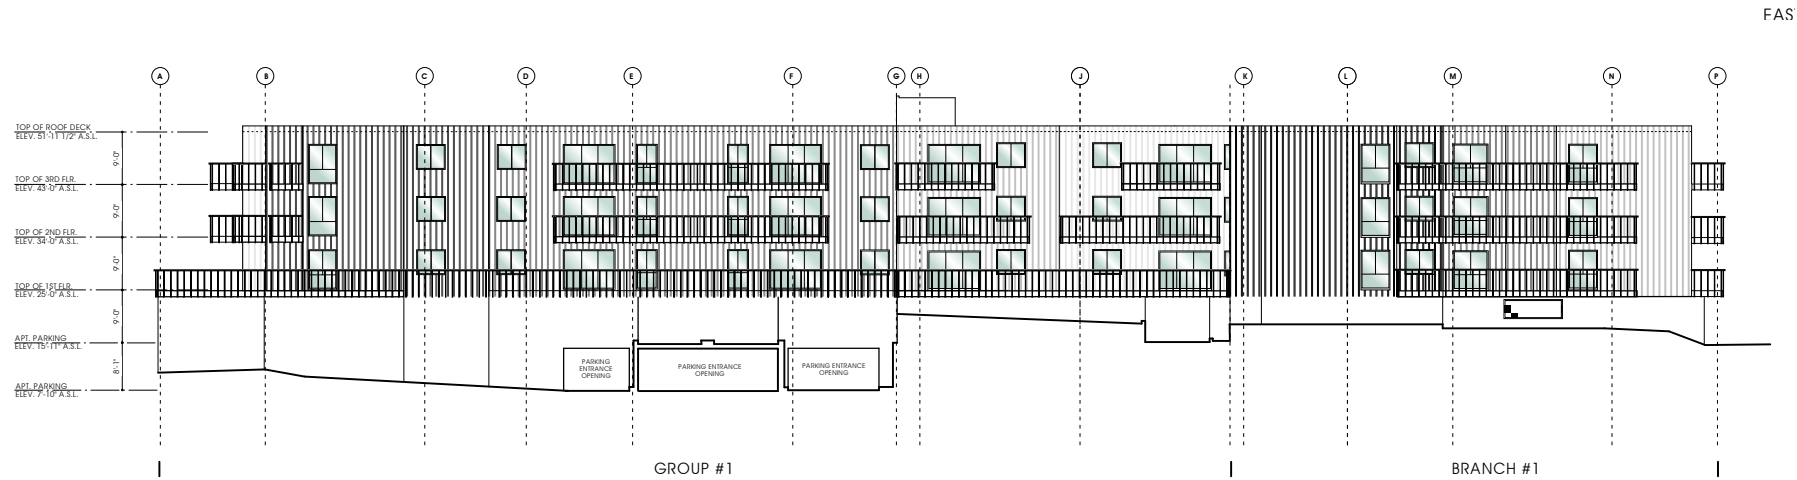 EAS
A B C D E F G H J K L M N P
TOP OF ROOF DECK
ELEV. 51'-11 1/2" A.S.L.
9'-0"
TOP OF 3RD FLR.
ELEV. 43'-0" A.S.L.
9'-0"
TOP OF 2ND FLR.
ELEV. 34'-0" A.S.L.
9'-0"
TOP OF 1ST FLR.
ELEV. 25'-0" A.S.L.
9'-0"
APT. PARKING
ELEV. 15'-11" A.S.L.
8'-1"
APT. PARKING
ELEV. 7'-10" A.S.L.
PARKING
ENTRANCE
OPENING
PARKING ENTRANCE
OPENING
PARKING ENTRANCE
OPENING
GROUP #1
BRANCH #1